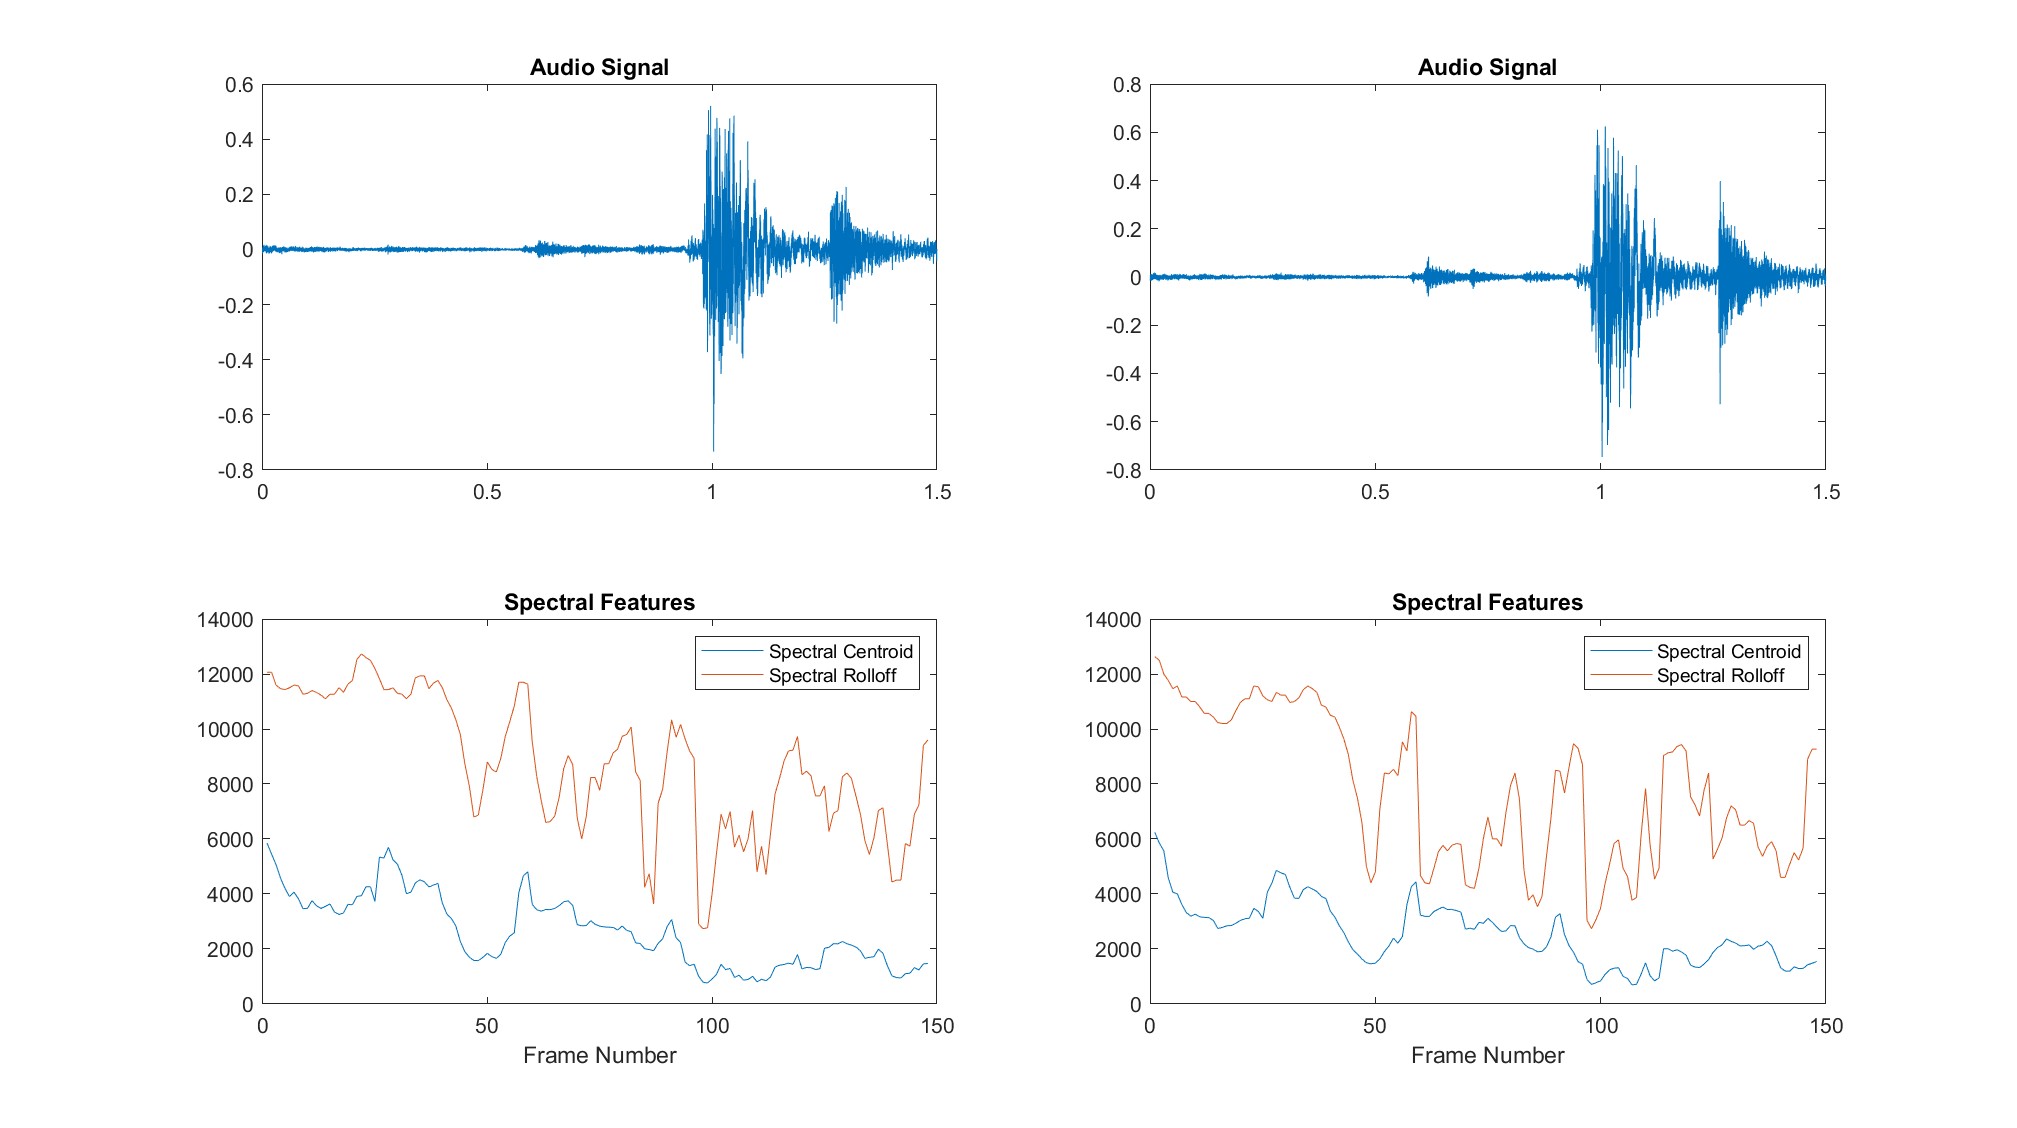 Audio Signal
0.6
0.4
0.2
0
-0.2
-0.4
-0.6
-0.8
0 0.5 1 1.5
Audio Signal
0.8
0.6
0.4
0.2
0
-0.2
-0.4
-0.6
-0.8
0 0.5 1 1.5
Spectral Features
14000
12000
10000
8000
6000
4000
2000
0
Spectral Centroid
Spectral Rolloff
0 50 100 150
Frame Number
Spectral Features
14000
12000
10000
8000
6000
4000
2000
0
Spectral Centroid
Spectral Rolloff
0 50 100 150
Frame Number